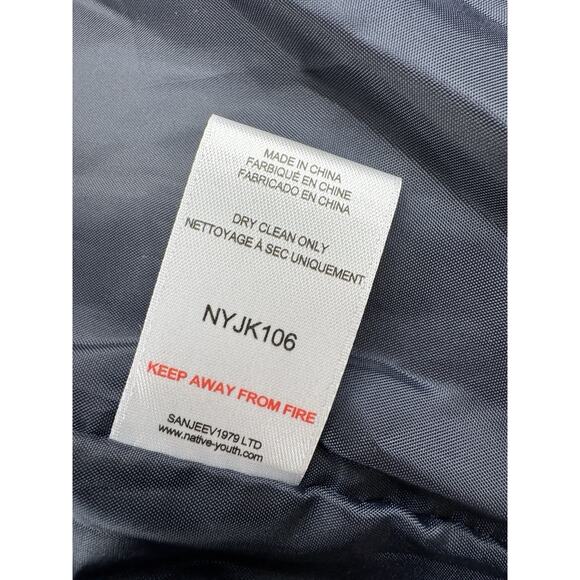 MADE IN CHINA
FARBIQUÉ EN CHINE
FABRICADO EN CHINA
DRY CLEAN ONLY
NETTOYAGE À SEC UNIQUEMENT
NYJK106
KEEP AWAY FROM FIRE
SANJEEV1979 LTD
www.native-youth.com